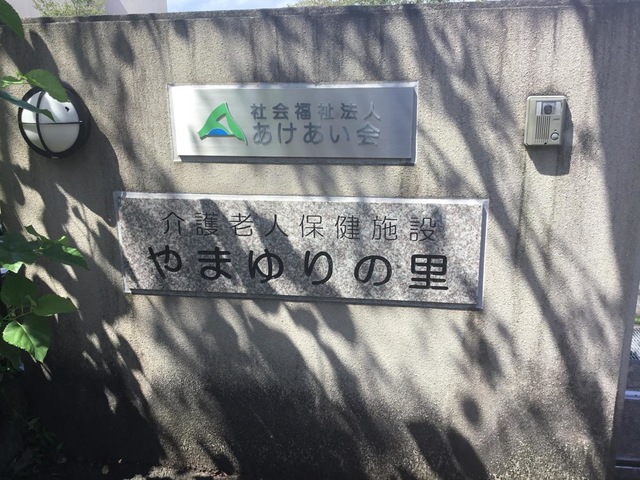 社会福祉法人
あけあい会
介護老人保健施設
やまゆりの里